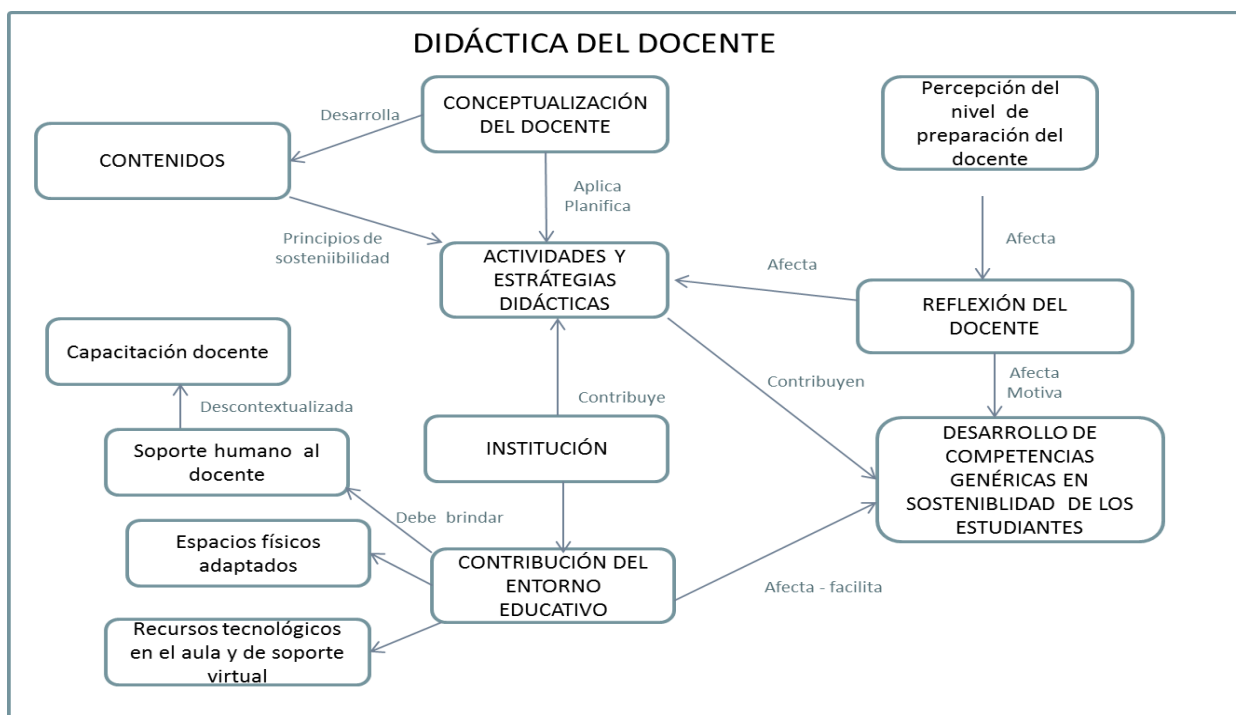 DIDÁCTICA DEL DOCENTE
CONCEPTUALIZACIÓN
DEL DOCENTE
Percepción del
nivel de
preparación del
docente
Desarrolla
CONTENIDOS
Aplica
Planifica
Principios de
sosteniibilidad
Afecta
ACTIVIDADES Y
ESTRÁTEGIAS
DIDÁCTICAS
Afecta
REFLEXIÓN DEL
DOCENTE
Capacitación docente
Afecta
Motiva
Contribuyen
Contribuye
Descontextualizada
Soporte humano al
docente
INSTITUCIÓN
DESARROLLO DE
COMPETENCIAS
GENÉRICAS EN
SOSTENIBLIDAD DE LOS
ESTUDIANTES
Debe brindar
Espacios físicos
adaptados
CONTRIBUCIÓN DEL
ENTORNO
EDUCATIVO
Afecta - facilita
Recursos tecnológicos
en el aula y de soporte
virtual